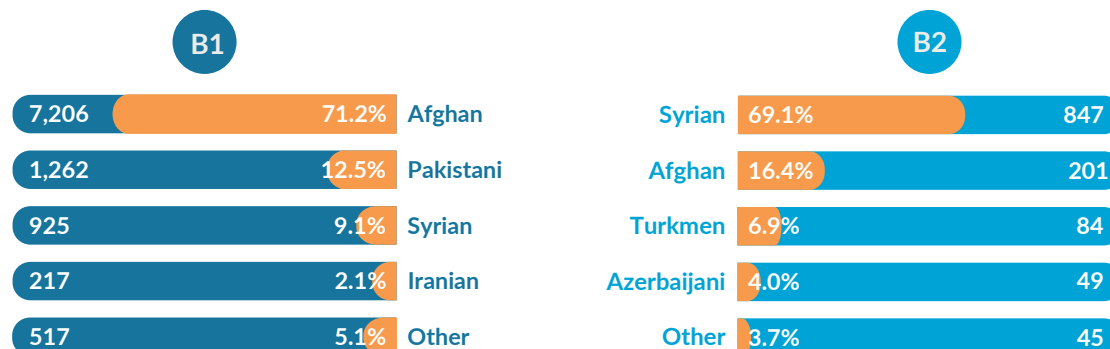 B1
7,206 71.2% Afghan
1,262 12.5% Pakistani
925 9.1% Syrian
217 2.1% Iranian
517 5.1% Other
B2
Syrian 69.1% 847
Afghan 16.4% 201
Turkmen 6.9% 84
Azerbaijani 4.0% 49
Other 3.7% 45